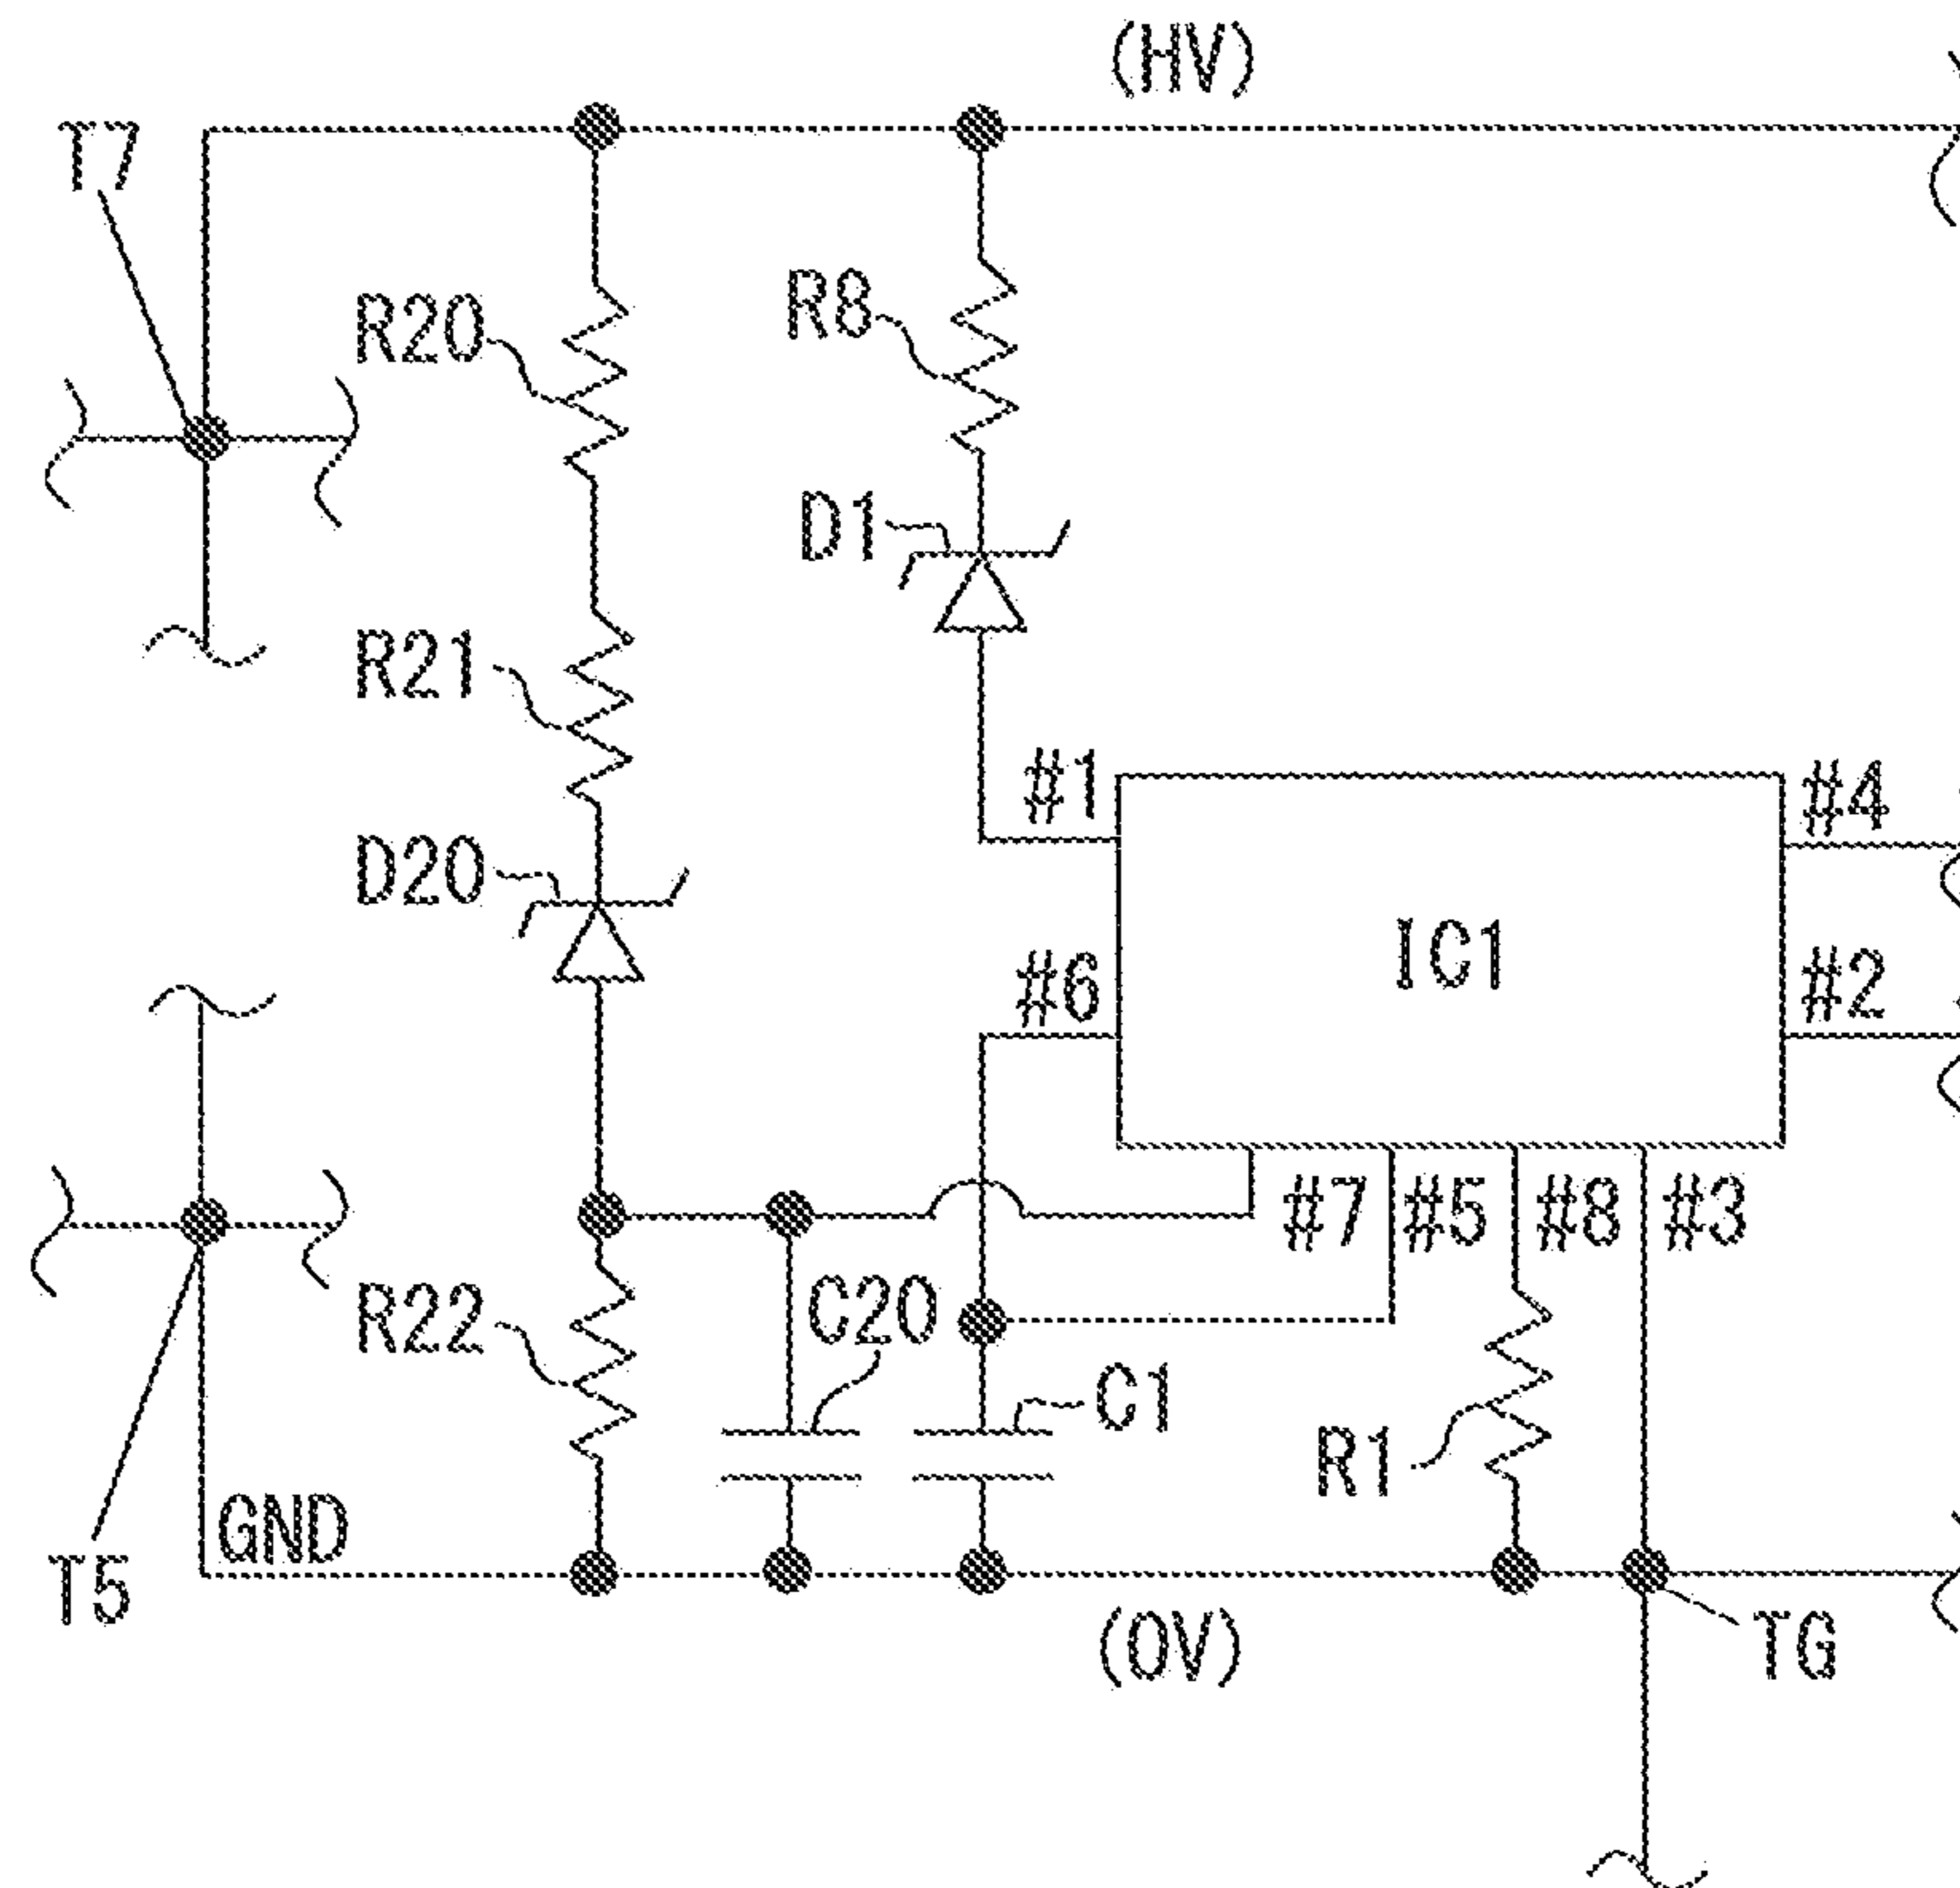 (HV)
T7
R20
R8
D1
R21
#1
#4
D20
IC1
#6
#2
#7
#5
#8
#3
C20
R22
C1
R1
GND
T5
(0V)
TG